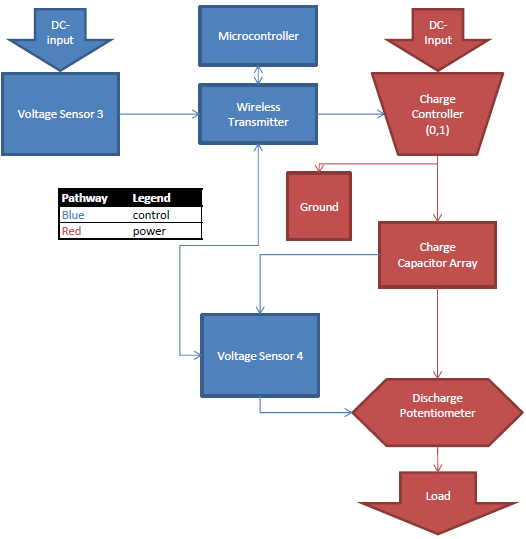 DC-
input
Microcontroller
DC-
Input
Voltage Sensor 3
Wireless
Transmitter
Charge
Controller
(0,1)
Pathway Legend
Blue control
Red power
Ground
Charge
Capacitor Array
Voltage Sensor 4
Discharge
Potentiometer
Load